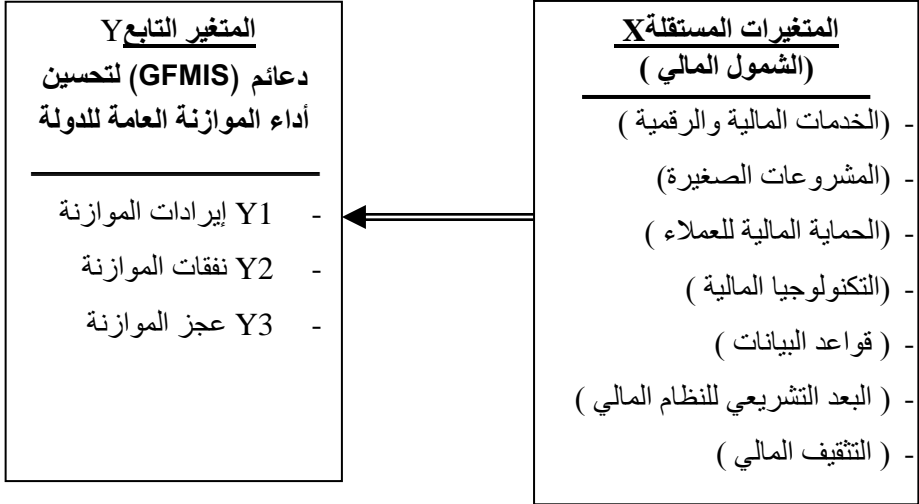 المتغيرات المستقلةX
(الشمول المالي )
- (الخدمات المالية والرقمية )
- (المشروعات الصغيرة)
- (الحماية المالية للعملاء )
- (التكنولوجيا المالية )
- ( قواعد البيانات )
- ( البعد التشريعي للنظام المالي )
- ( التثقيف المالي )
المتغير التابعY
دعائم (GFMIS) لتحسين
أداء الموازنة العامة للدولة
- Y1 إيرادات الموازنة
- Y2 نفقات الموازنة
- Y3 عجز الموازنة